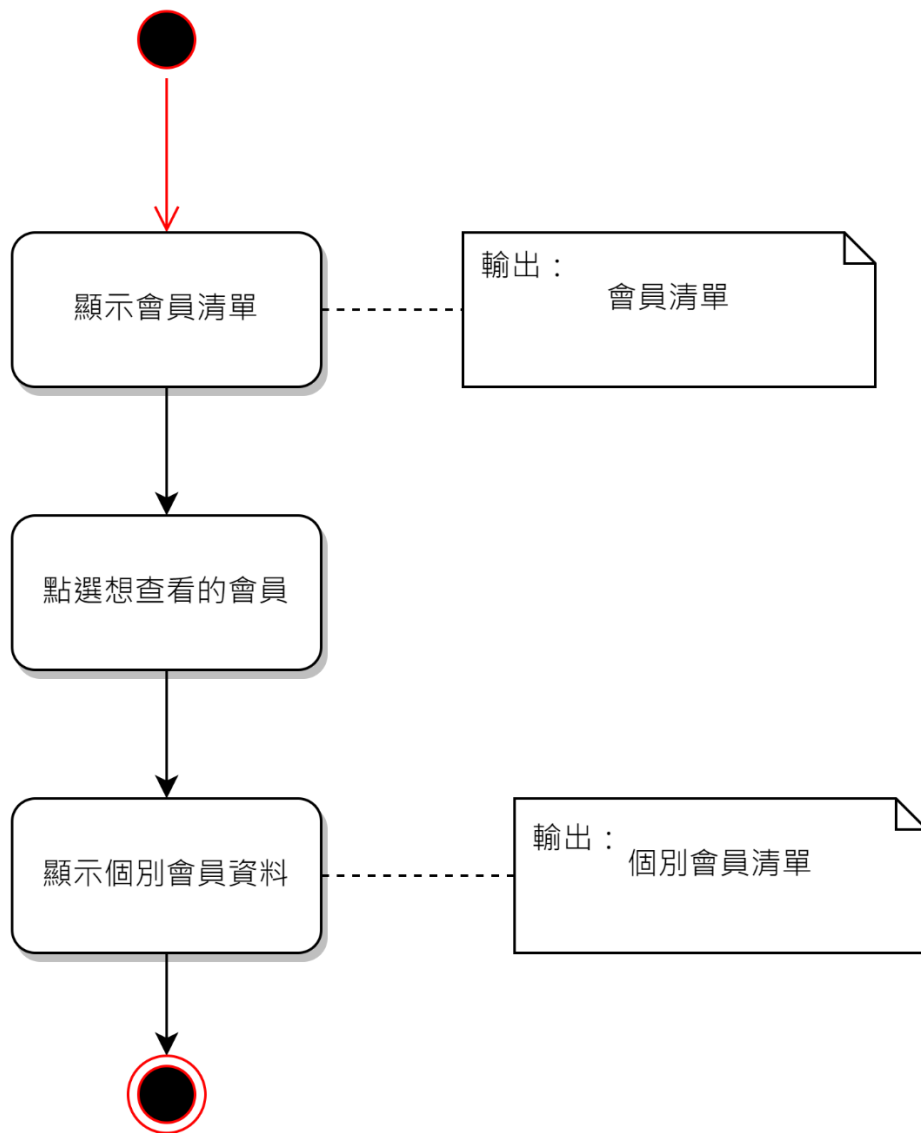 顯示會員清單
輸出：
會員清單
點選想查看的會員
顯示個別會員資料
輸出：
個別會員清單